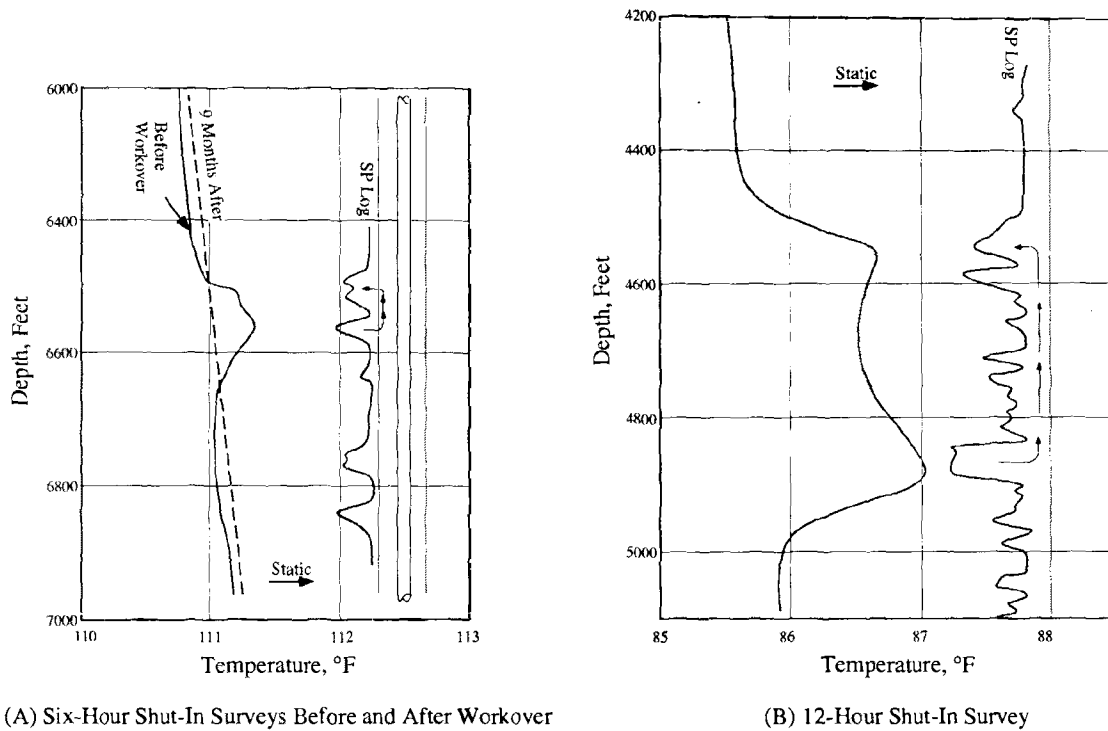 6000
6400
6600
6800
7000
Depth, Feet
110
111
112
113
Temperature, °F
Before
Workover
9 Months After
SP Log
Static
(A) Six-Hour Shut-In Surveys Before and After Workover
4200
4400
4600
4800
5000
Depth, Feet
85
86
87
88
Temperature, °F
Static
SP Log
(B) 12-Hour Shut-In Survey